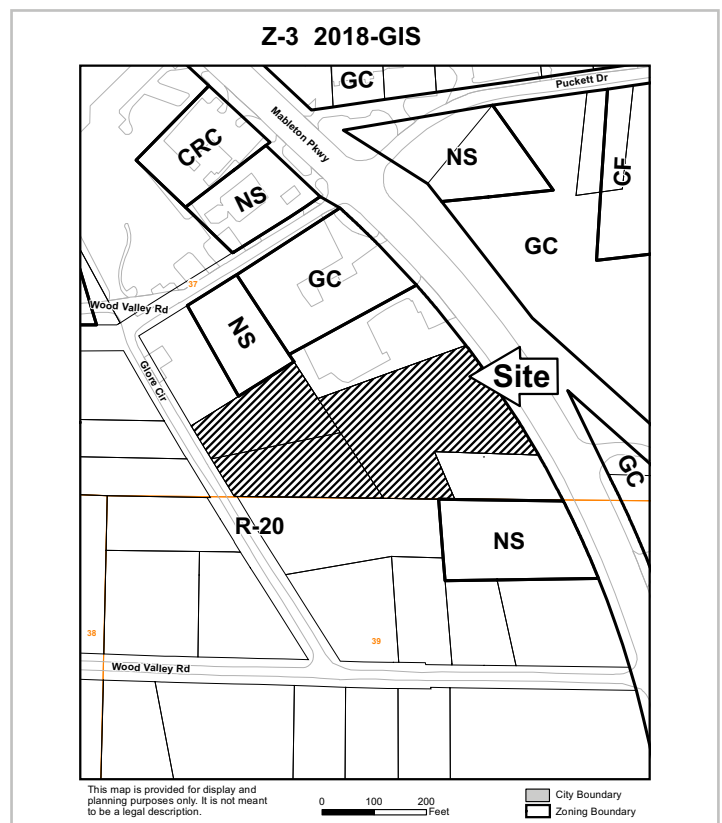 Z-3 2018-GIS
GC
Puckett Dr
Mableton Pkwy
CRC
NS
CF
NS
GC
37
GC
Wood Valley Rd
NS
Glore Cir
Site
GC
R-20
NS
38
39
Wood Valley Rd
This map is provided for display and
planning purposes only. It is not meant
to be a legal description.
0 100 200
Feet
City Boundary
Zoning Boundary